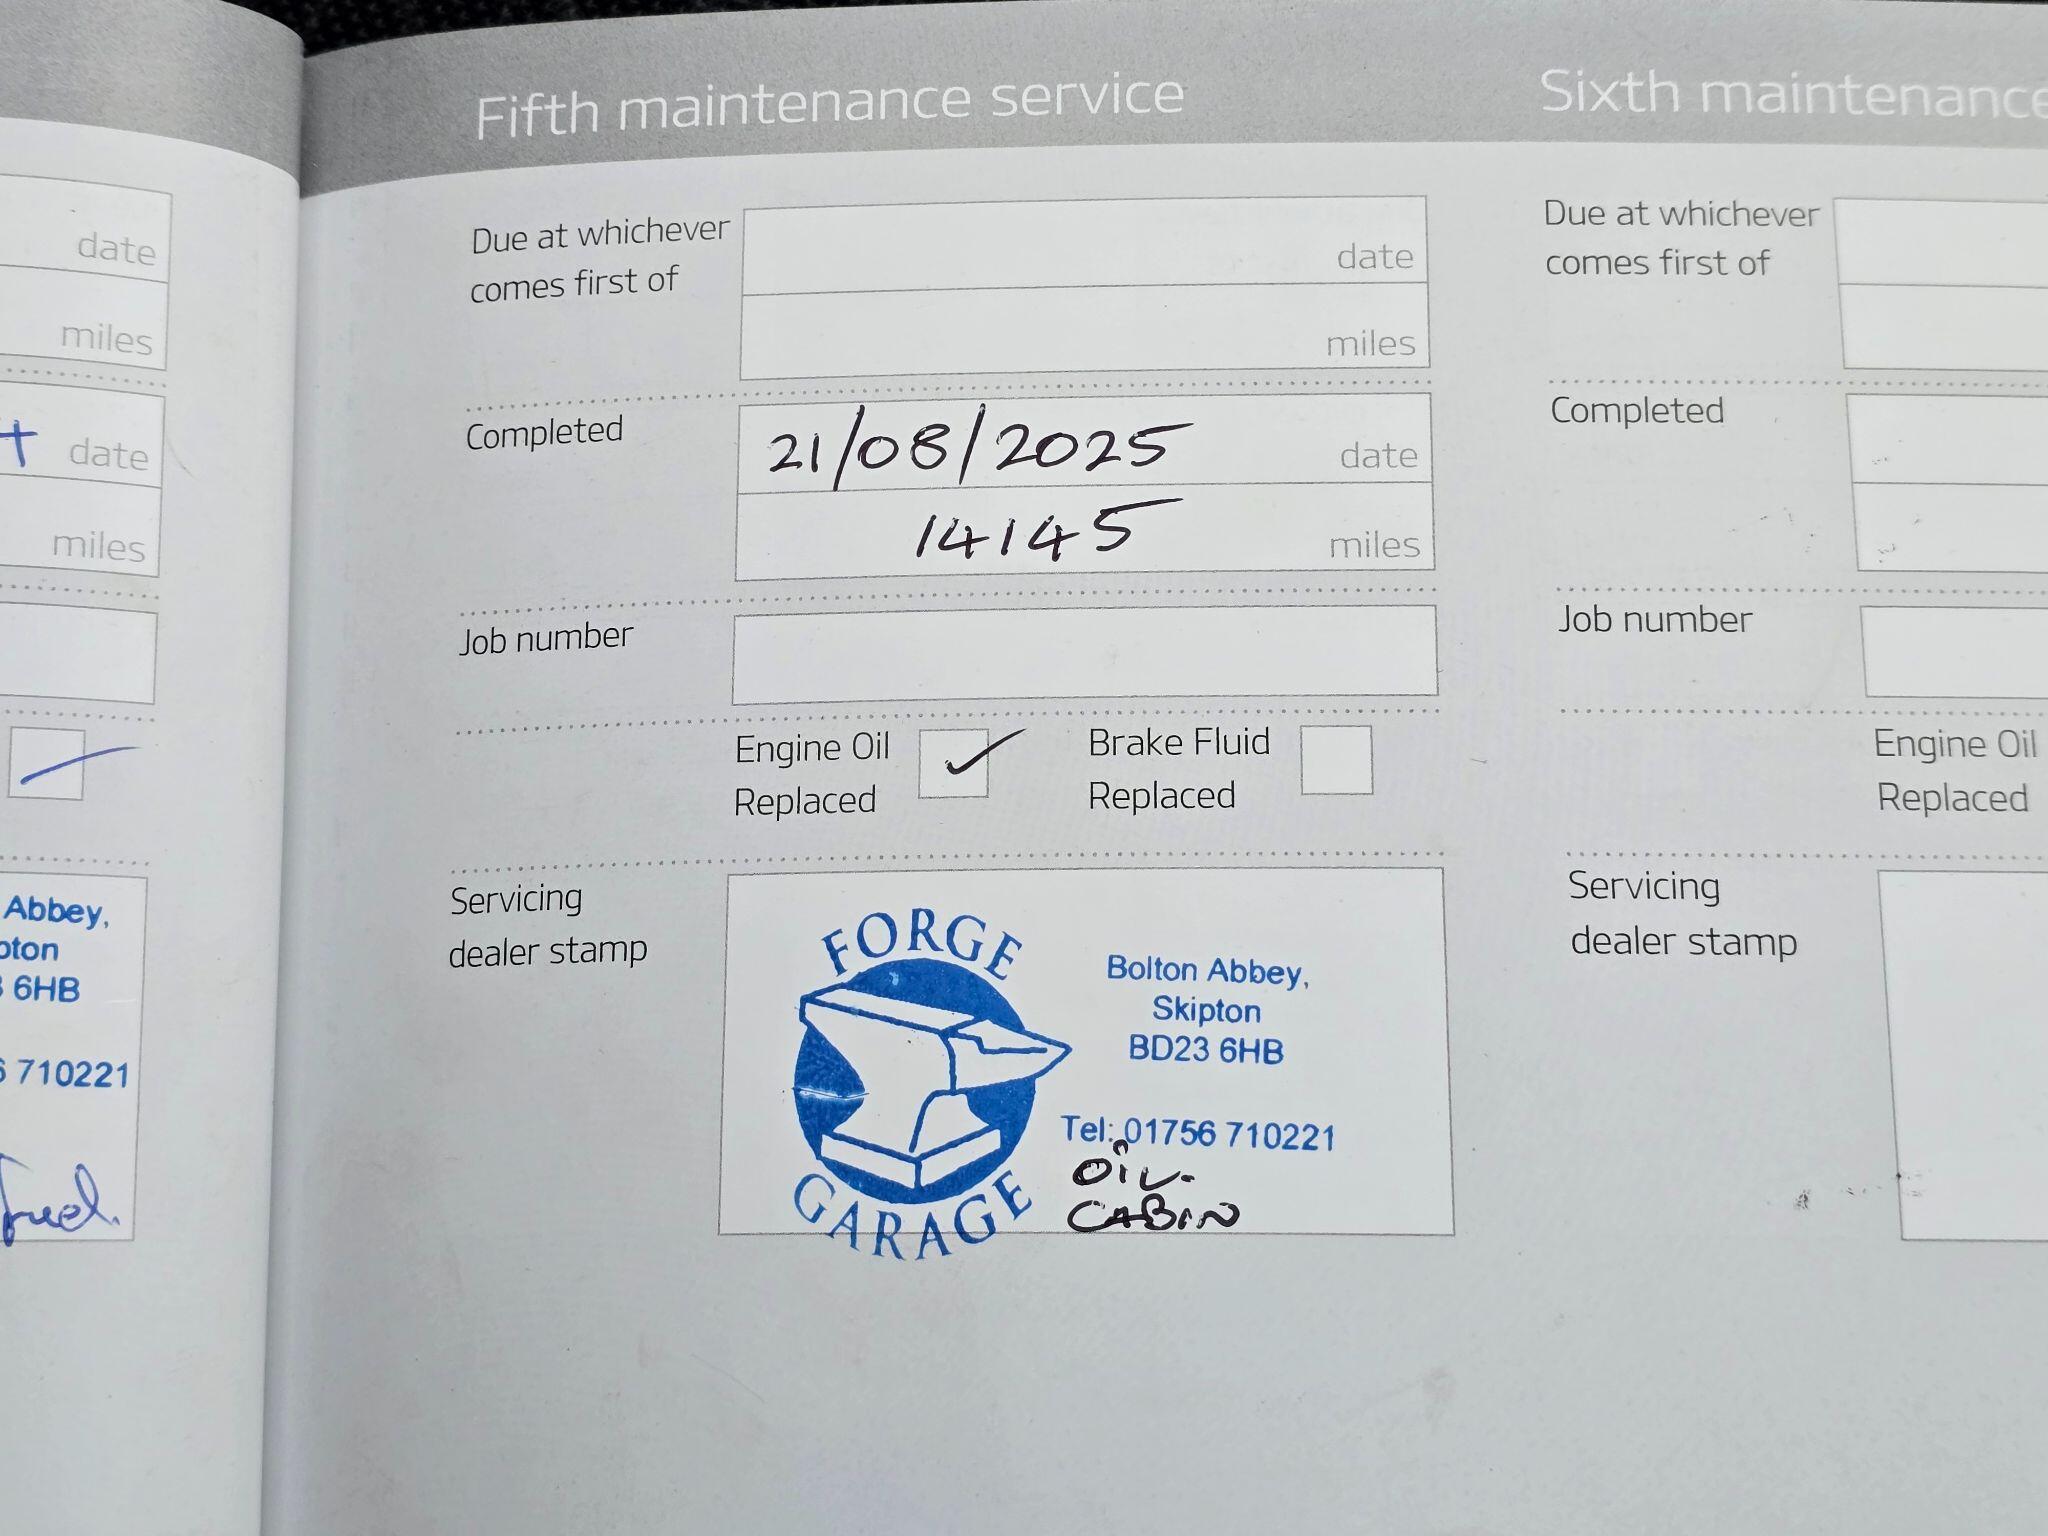 date
miles
date
miles
Abbey,
6HB
710221
Fifth maintenance service
Due at whichever
comes first of
date
miles
Completed
21/08/2025 date
14145 miles
Job number
Engine Oil
Replaced
Brake Fluid
Replaced
Servicing
dealer stamp
FORGE
GARAGE
Bolton Abbey,
Skipton
BD23 6HB
Tel: 01756 710221
OIL.
CABIN
Sixth maintenance
Due at whichever
comes first of
Completed
Job number
Engine Oil
Replaced
Servicing
dealer stamp